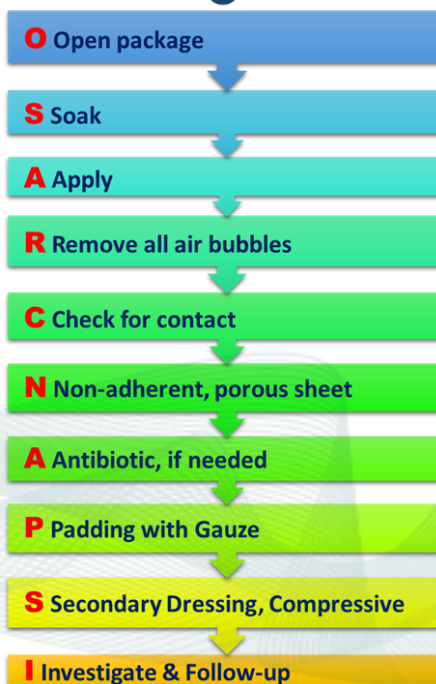 O Open package
S Soak
A Apply
R Remove all air bubbles
C Check for contact
N Non-adherent, porous sheet
A Antibiotic, if needed
P Padding with Gauze
S Secondary Dressing, Compressive
I Investigate & Follow-up